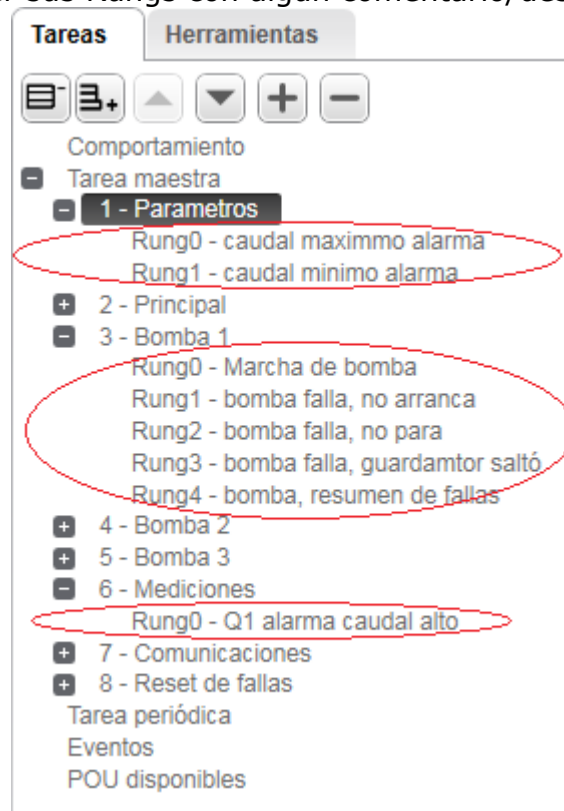 Tareas Herramientas
Comportamiento
Tarea maestra
1 - Parametros
Rung0 - caudal maximmo alarma
Rung1 - caudal minimo alarma
2 - Principal
3 - Bomba 1
Rung0 - Marcha de bomba
Rung1 - bomba falla, no arranca
Rung2 - bomba falla, no para
Rung3 - bomba falla, guardamtor saltó
Rung4 - bomba, resumen de fallas
4 - Bomba 2
5 - Bomba 3
6 - Mediciones
Rung0 - Q1 alarma caudal alto
7 - Comunicaciones
8 - Reset de fallas
Tarea periódica
Eventos
POU disponibles